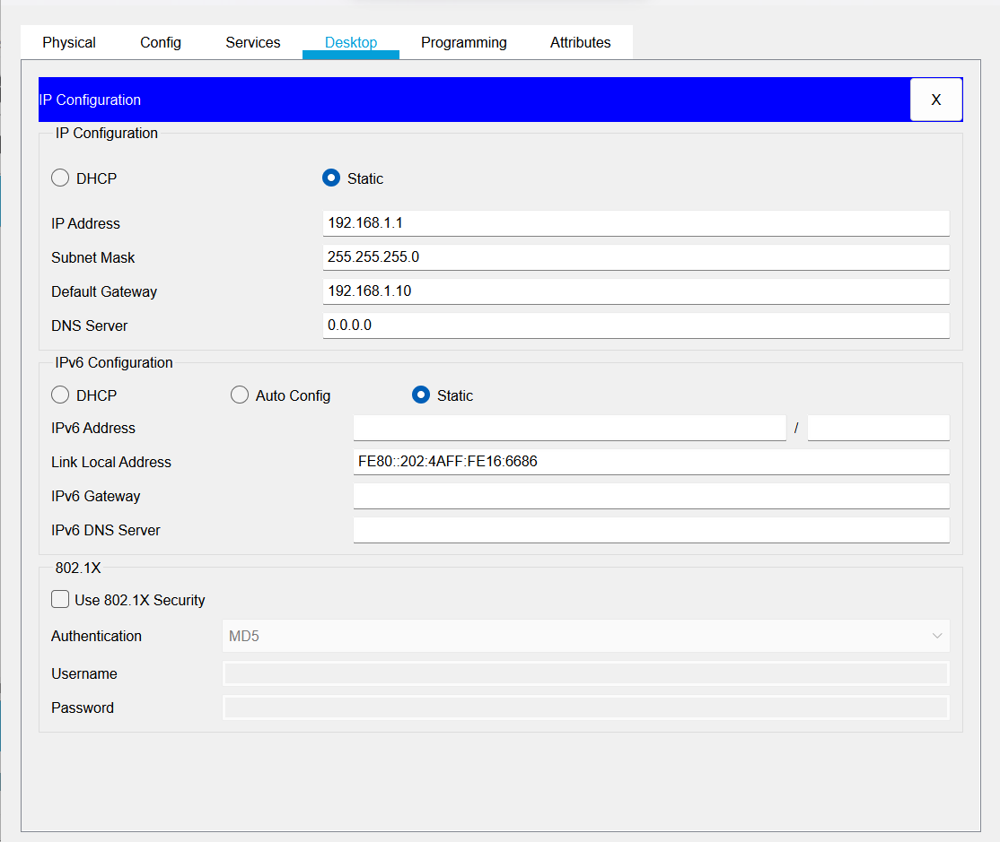 Physical Config Services Desktop Programming Attributes
IP Configuration X
IP Configuration
DHCP Static
IP Address 192.168.1.1
Subnet Mask 255.255.255.0
Default Gateway 192.168.1.10
DNS Server 0.0.0.0
IPv6 Configuration
DHCP Auto Config Static
IPv6 Address /
Link Local Address FE80::202:4AFF:FE16:6686
IPv6 Gateway
IPv6 DNS Server
802.1X
Use 802.1X Security
Authentication MD5
Username
Password